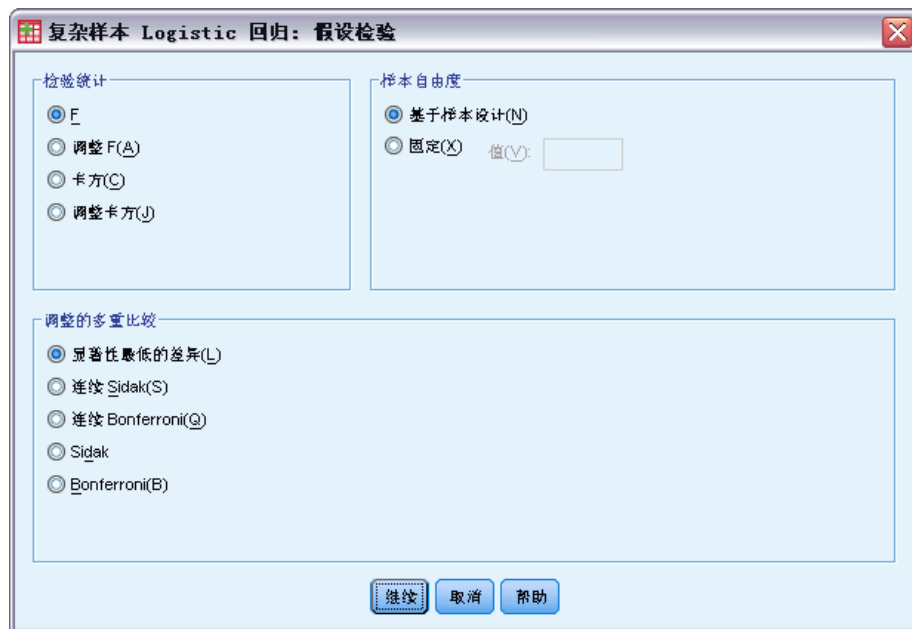 复杂样本 Logistic 回归: 假设检验
检验统计
F
调整 F(A)
卡方(C)
调整卡方(J)
样本自由度
基于样本设计(N)
固定(X) 值(V):
调整的多重比较
显著性最低的差异(L)
连续 Sidak(S)
连续 Bonferroni(Q)
Sidak
Bonferroni(B)
继续 取消 帮助